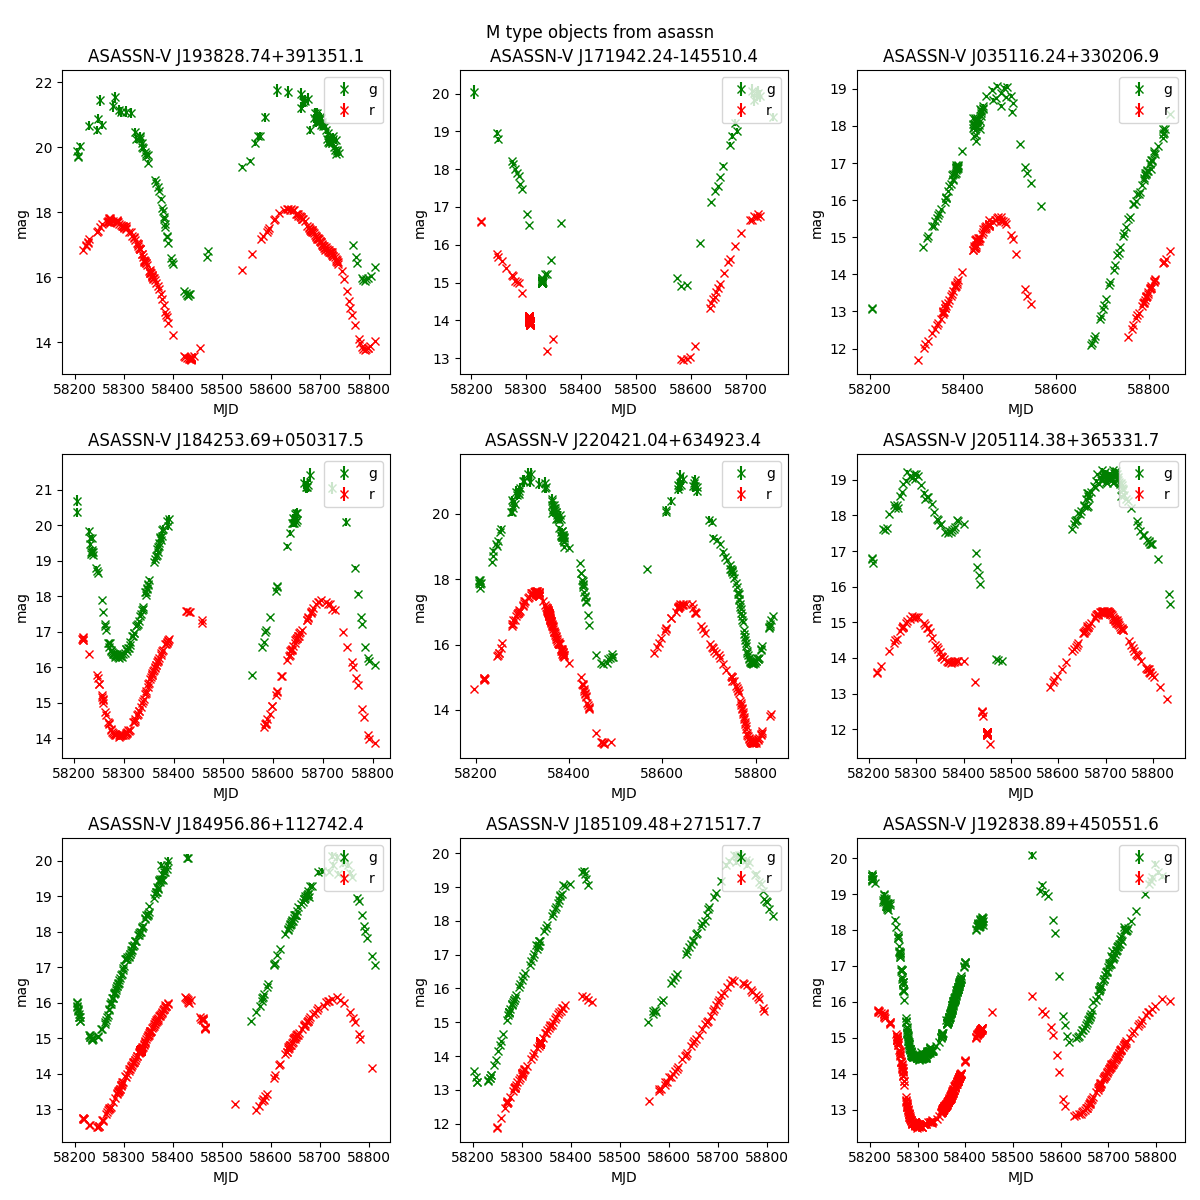 M type objects from asassn
ASASSN-V J193828.74+391351.1
ASASSN-V J171942.24-145510.4
ASASSN-V J035116.24+330206.9
22
20
18
16
14
mag
58200 58300 58400 58500 58600 58700 58800
MJD
g
r
20
19
18
17
16
15
14
13
mag
58200 58300 58400 58500 58600 58700
MJD
g
r
19
18
17
16
15
14
13
12
mag
58200 58400 58600 58800
MJD
g
r
ASASSN-V J184253.69+050317.5
ASASSN-V J220421.04+634923.4
ASASSN-V J205114.38+365331.7
21
20
19
18
17
16
15
14
mag
58200 58300 58400 58500 58600 58700 58800
MJD
g
r
20
18
16
14
mag
58200 58400 58600 58800
MJD
g
r
19
18
17
16
15
14
13
12
mag
58200 58300 58400 58500 58600 58700 58800
MJD
g
r
ASASSN-V J184956.86+112742.4
ASASSN-V J185109.48+271517.7
ASASSN-V J192838.89+450551.6
20
19
18
17
16
15
14
13
mag
58200 58300 58400 58500 58600 58700 58800
MJD
g
r
20
19
18
17
16
15
14
13
12
mag
58200 58300 58400 58500 58600 58700 58800
MJD
g
r
20
19
18
17
16
15
14
13
mag
58200 58300 58400 58500 58600 58700 58800
MJD
g
r